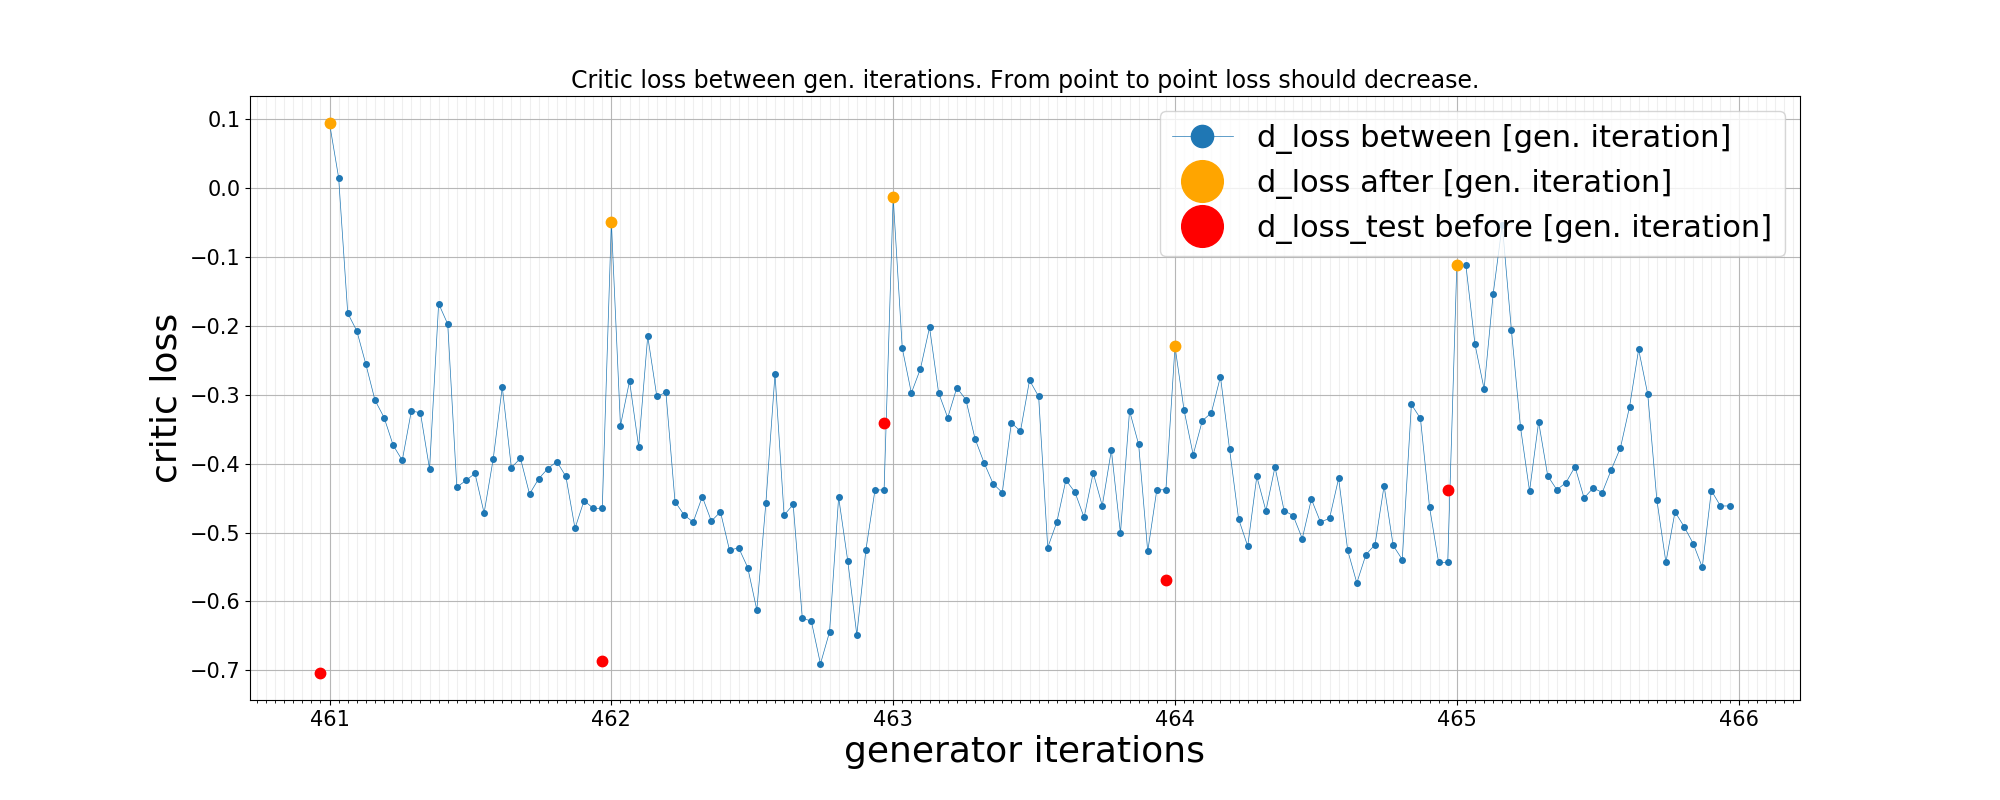 Critic loss between gen. iterations. From point to point loss should decrease.
d_loss between [gen. iteration]
d_loss after [gen. iteration]
d_loss_test before [gen. iteration]
critic loss
0.1
0.0
−0.1
−0.2
−0.3
−0.4
−0.5
−0.6
−0.7
461 462 463 464 465 466
generator iterations